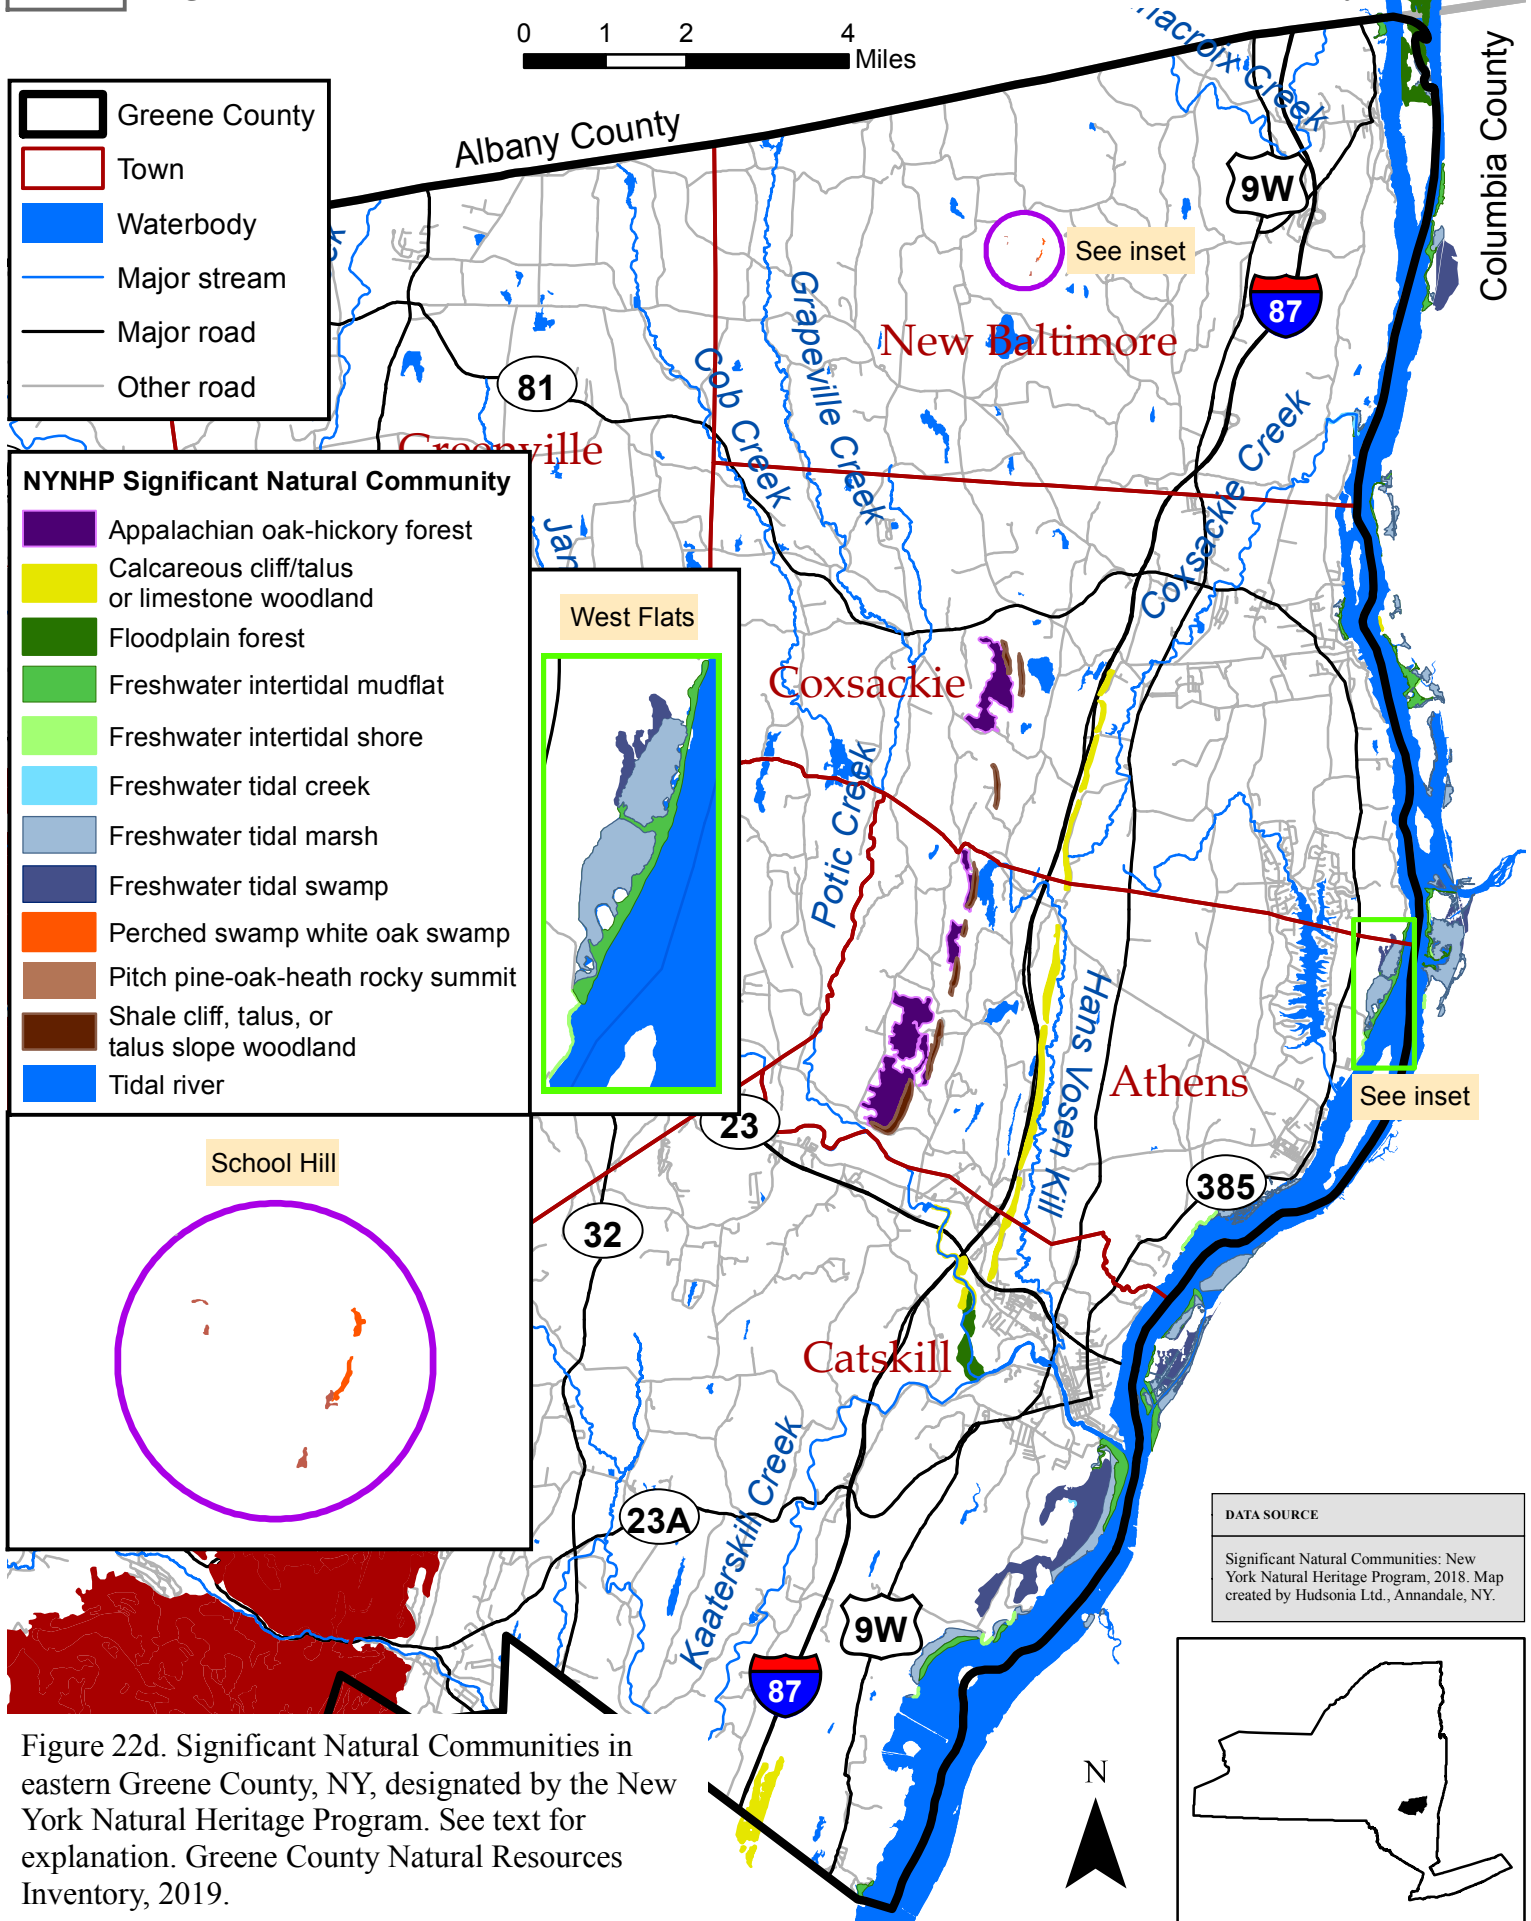 0 1 2 4
Miles
Greene County
Town
Waterbody
Major stream
Major road
Other road
Albany County
Columbia County
9W
See inset
87
New Baltimore
Grapeville Creek
Cob Creek
81
Greenville
Coxsackie Creek
NYNHP Significant Natural Community
Appalachian oak-hickory forest
Calcareous cliff/talus
or limestone woodland
Floodplain forest
Freshwater intertidal mudflat
Freshwater intertidal shore
Freshwater tidal creek
Freshwater tidal marsh
Freshwater tidal swamp
Perched swamp white oak swamp
Pitch pine-oak-heath rocky summit
Shale cliff, talus, or
talus slope woodland
Tidal river
West Flats
Coxsackie
Potic Creek
Hans Vosen Kill
Athens
See inset
23
School Hill
385
32
Catskill
Kaaterskill Creek
23A
9W
87
DATA SOURCE
Significant Natural Communities: New
York Natural Heritage Program, 2018. Map
created by Hudsonia Ltd., Annandale, NY.
N
Figure 22d. Significant Natural Communities in
eastern Greene County, NY, designated by the New
York Natural Heritage Program. See text for
explanation. Greene County Natural Resources
Inventory, 2019.